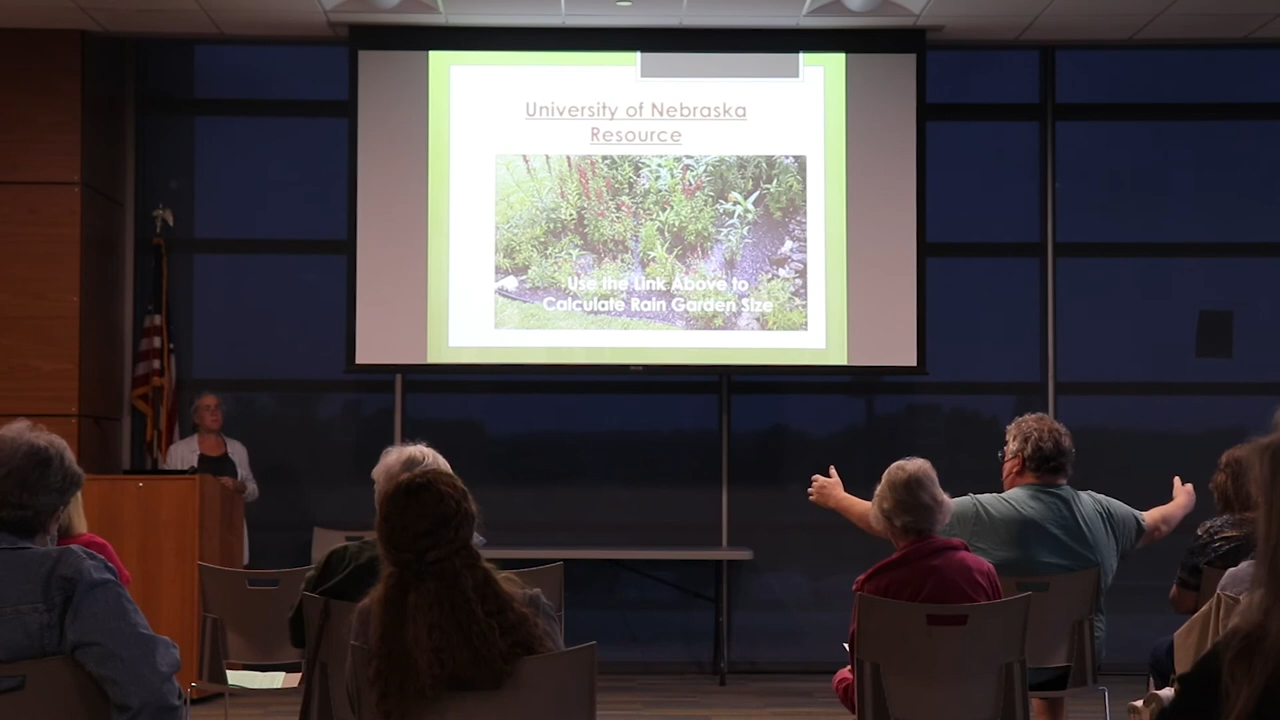 University of Nebraska
Resource
Use the Link Above to
Calculate Rain Garden Size